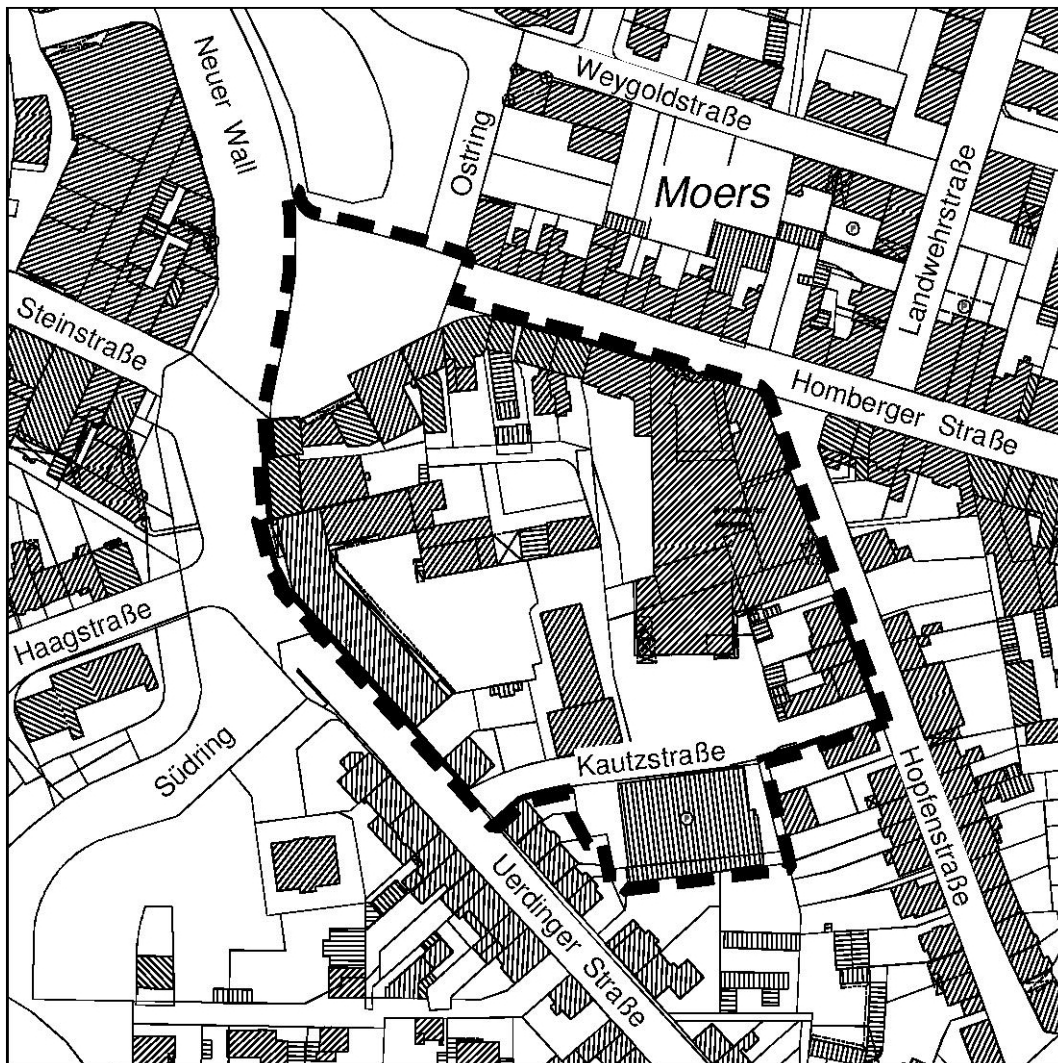 Neuer Wall
Weygoldstraße
Ostring
Moers
Landwehrstraße
Steinstraße
Homberger Straße
Haagstraße
Südring
Kautzstraße
Hopfenstraße
Uerdinger Straße